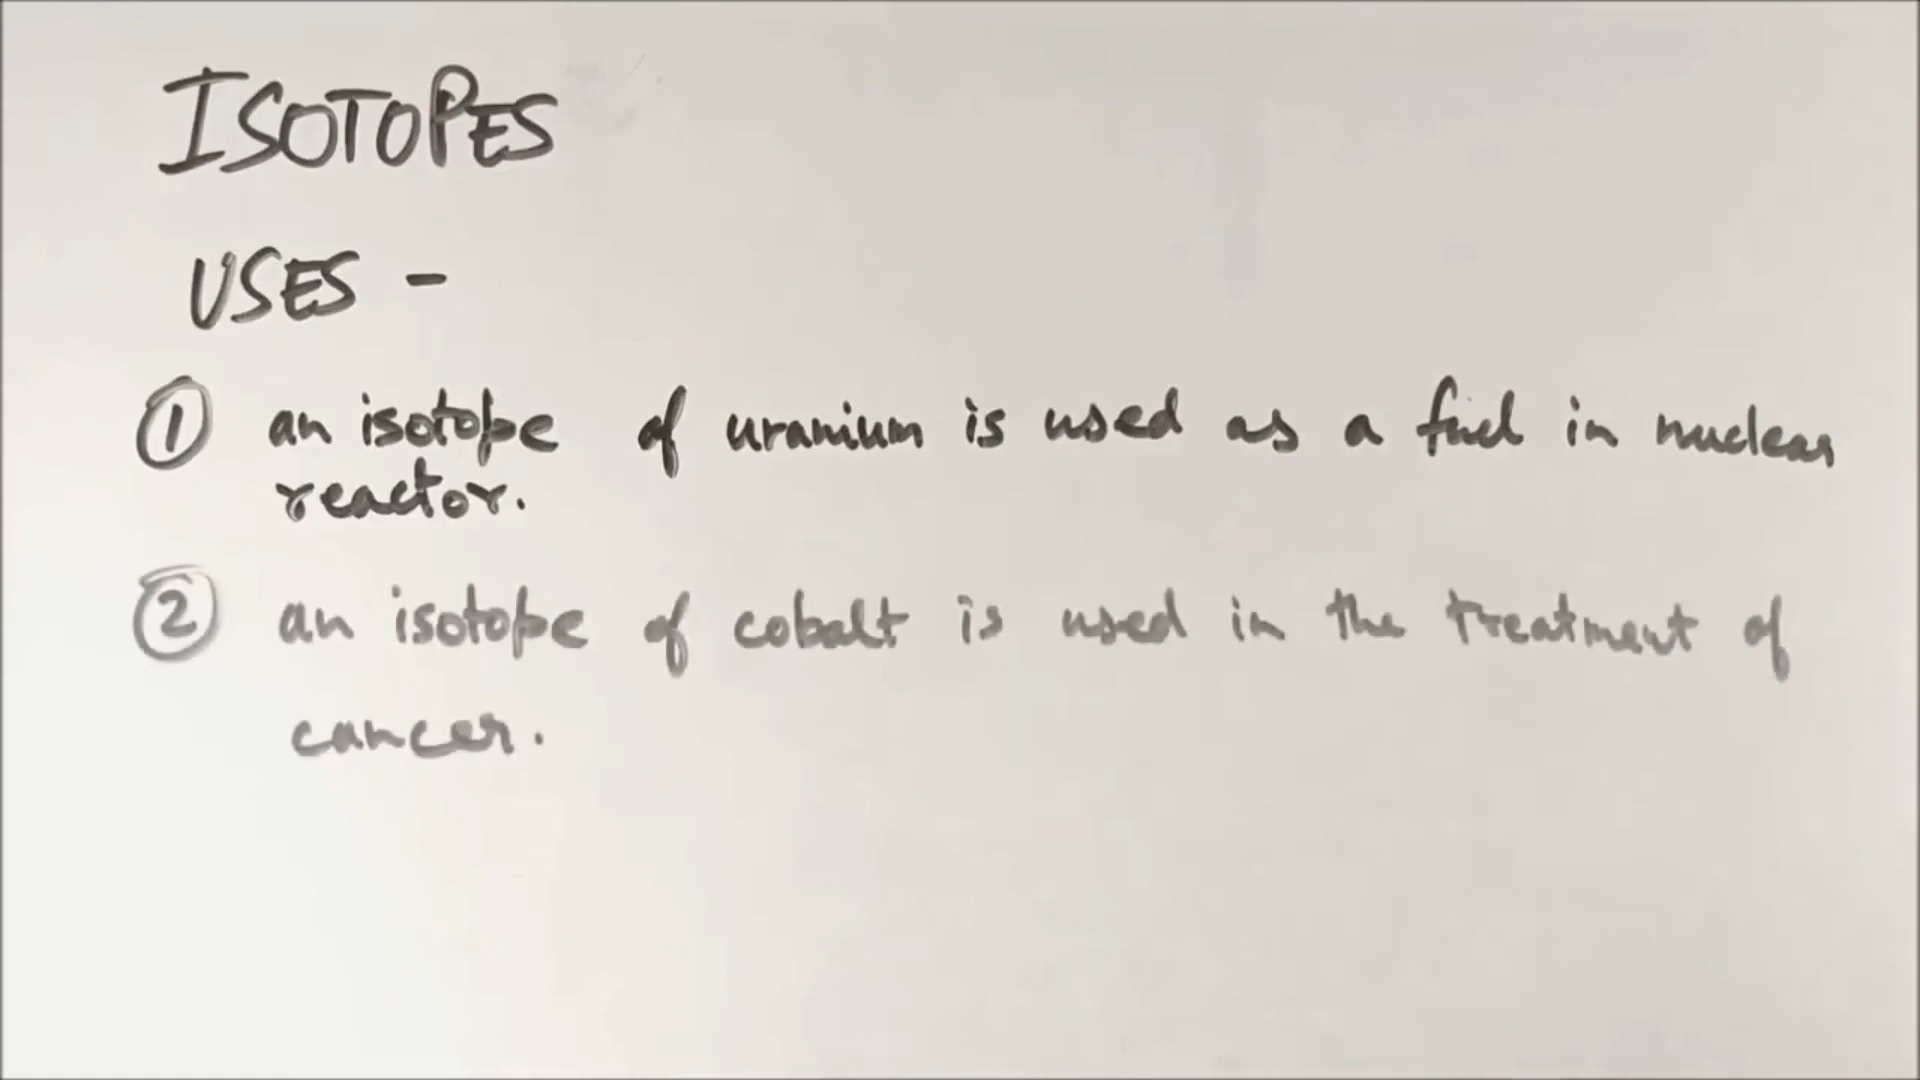 ISOTOPES
USES -
① an isotope of uranium is used as a fuel in nuclear
reactor.
② an isotope of cobalt is used in the treatment of
cancer.